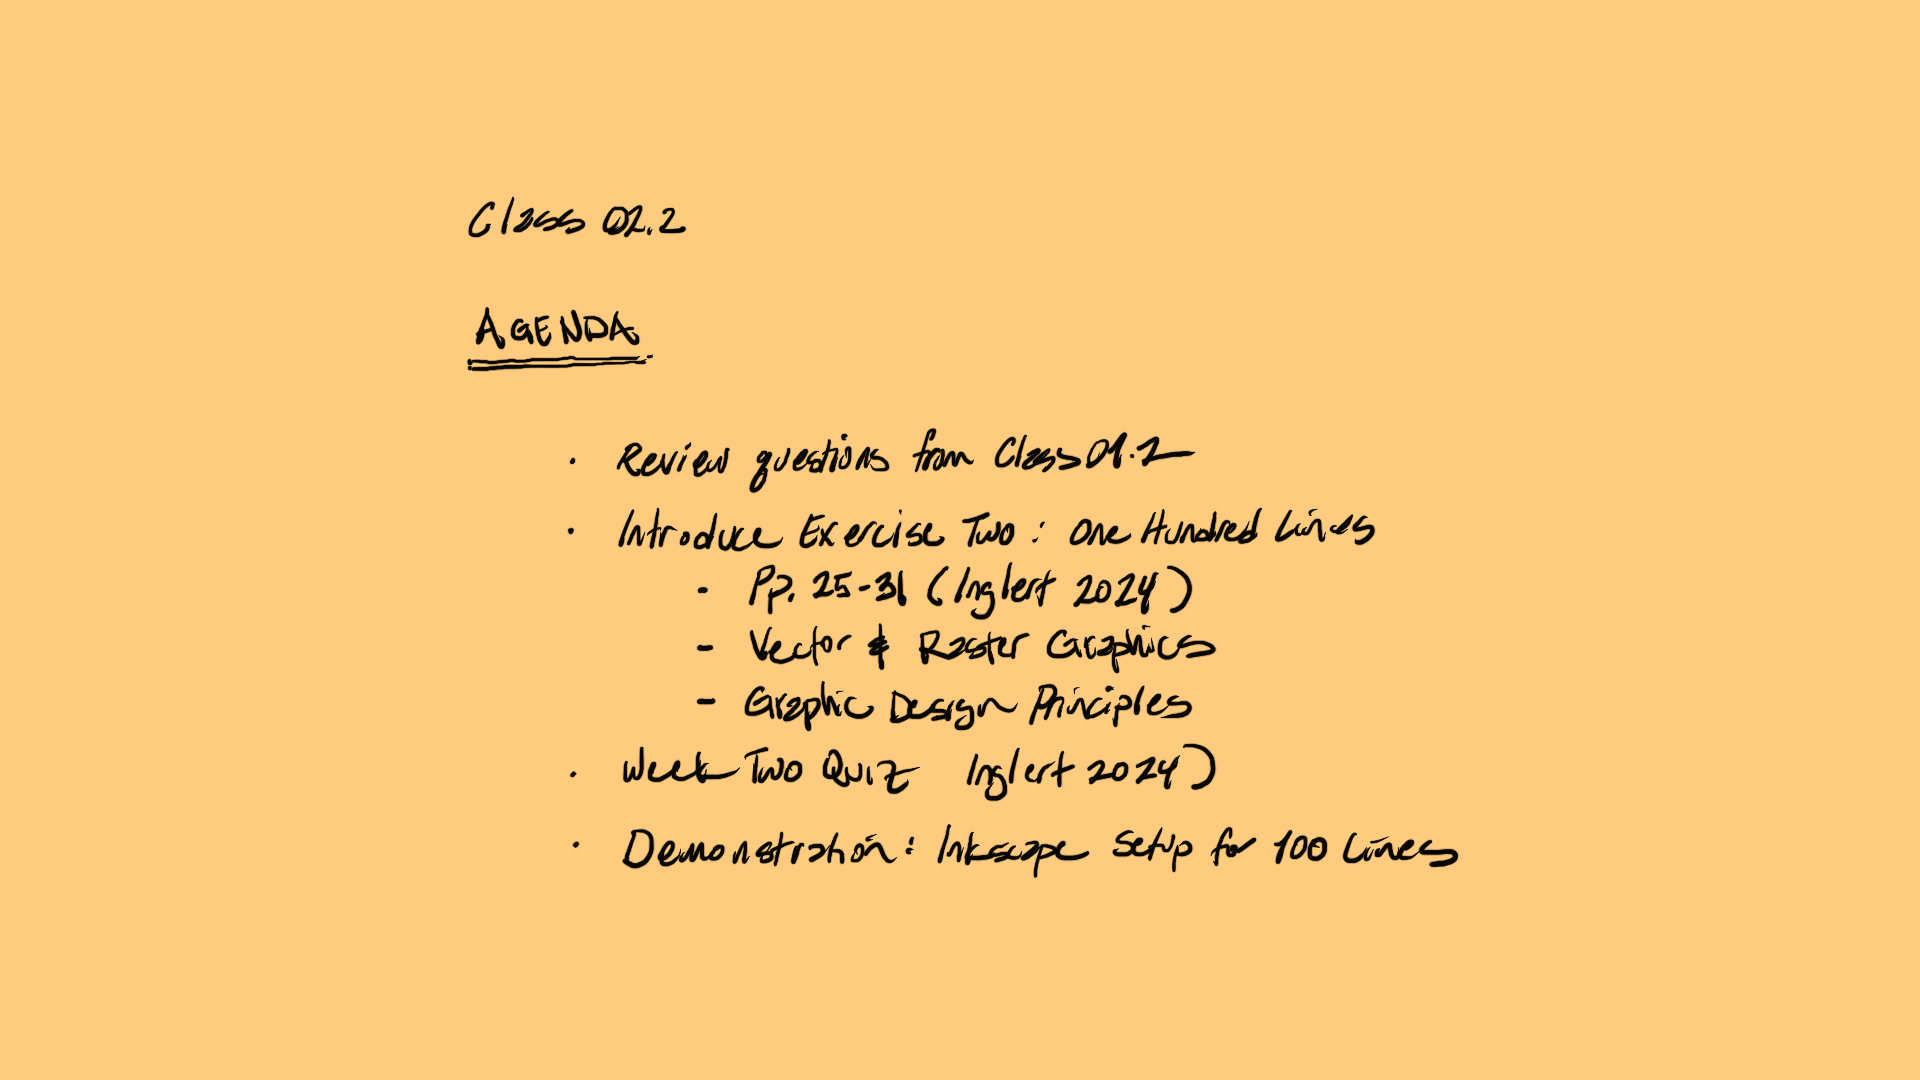 Class 02.2
AGENDA
· Review questions from Class 01.2
· Introduce Exercise Two: One Hundred Lines
- Pp. 25-31 (Inglert 2024)
- Vector & Raster Graphics
- Graphic Design Principles
· Week Two Quiz Inglert 2024)
· Demonstration: Inkscape Setup for 100 Lines